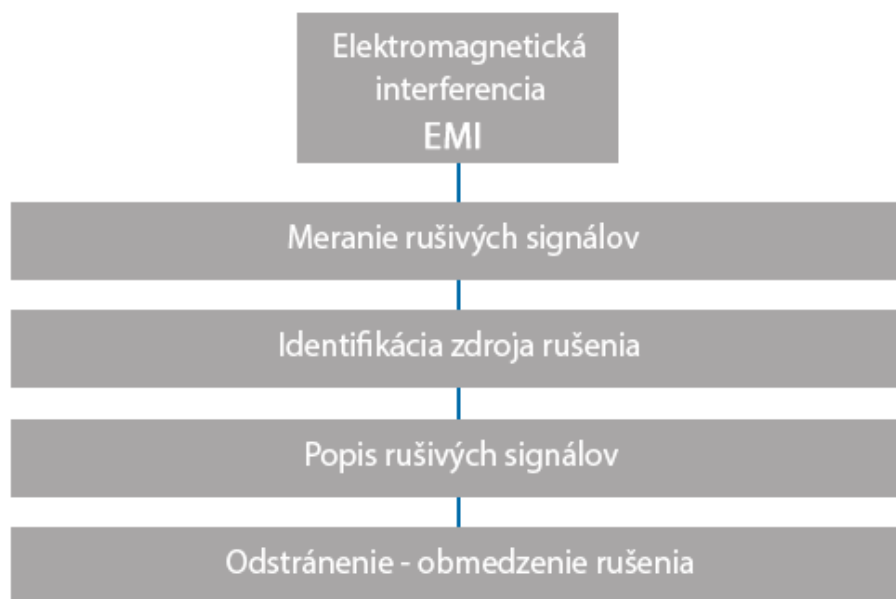 Elektromagnetická
interferencia
EMI
Meranie rušivých signálov
Identifikácia zdroja rušenia
Popis rušivých signálov
Odstránenie - obmedzenie rušenia